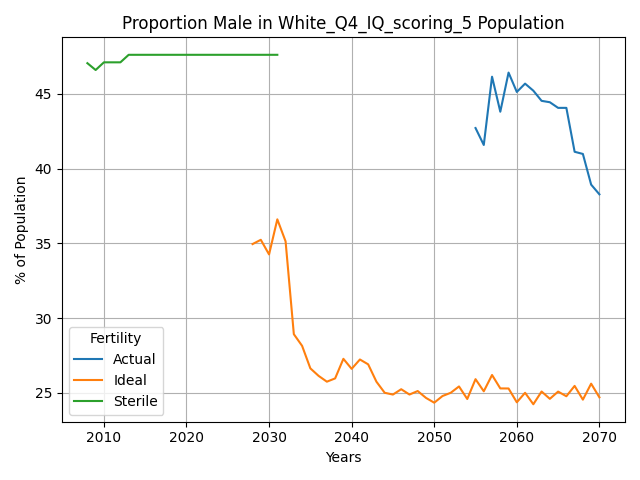 Proportion Male in White_Q4_IQ_scoring_5 Population
% of Population
45
40
35
30
25
Fertility
Actual
Ideal
Sterile
2010
2020
2030
2040
2050
2060
2070
Years